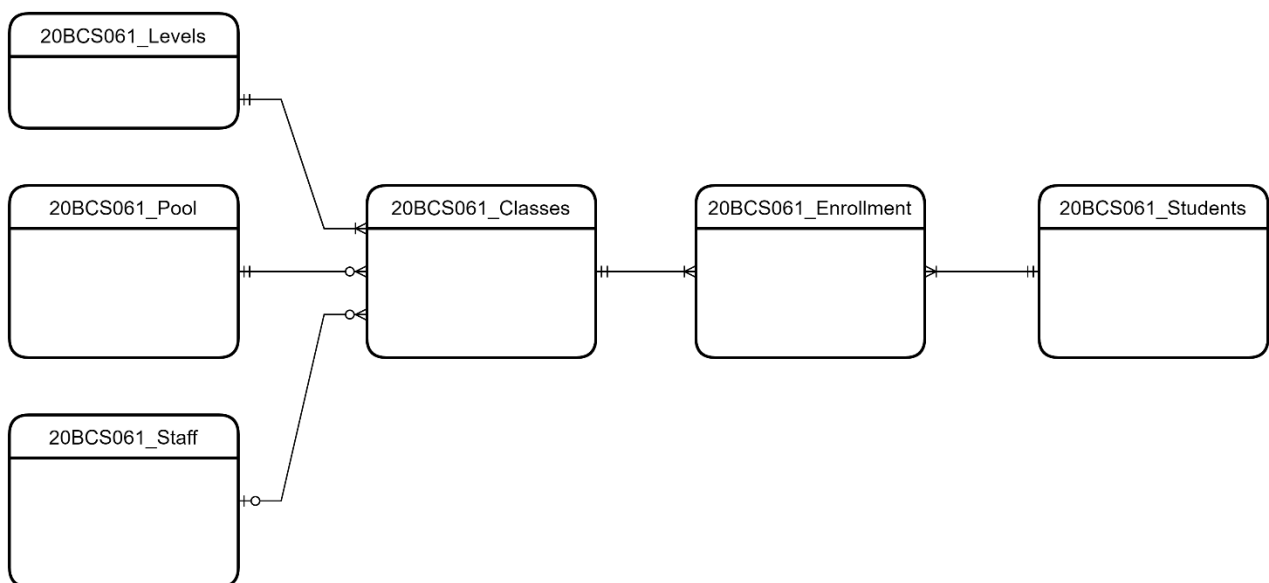 20BCS061_Levels
20BCS061_Pool
20BCS061_Classes
20BCS061_Enrollment
20BCS061_Students
20BCS061_Staff